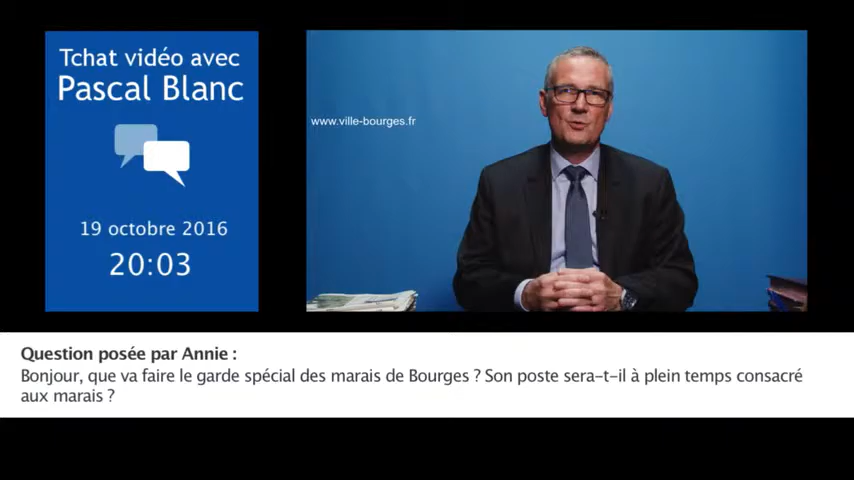 Tchat vidéo avec
Pascal Blanc
19 octobre 2016
20:03
www.ville-bourges.fr
Question posée par Annie :
Bonjour, que va faire le garde spécial des marais de Bourges ? Son poste sera-t-il à plein temps consacré
aux marais ?